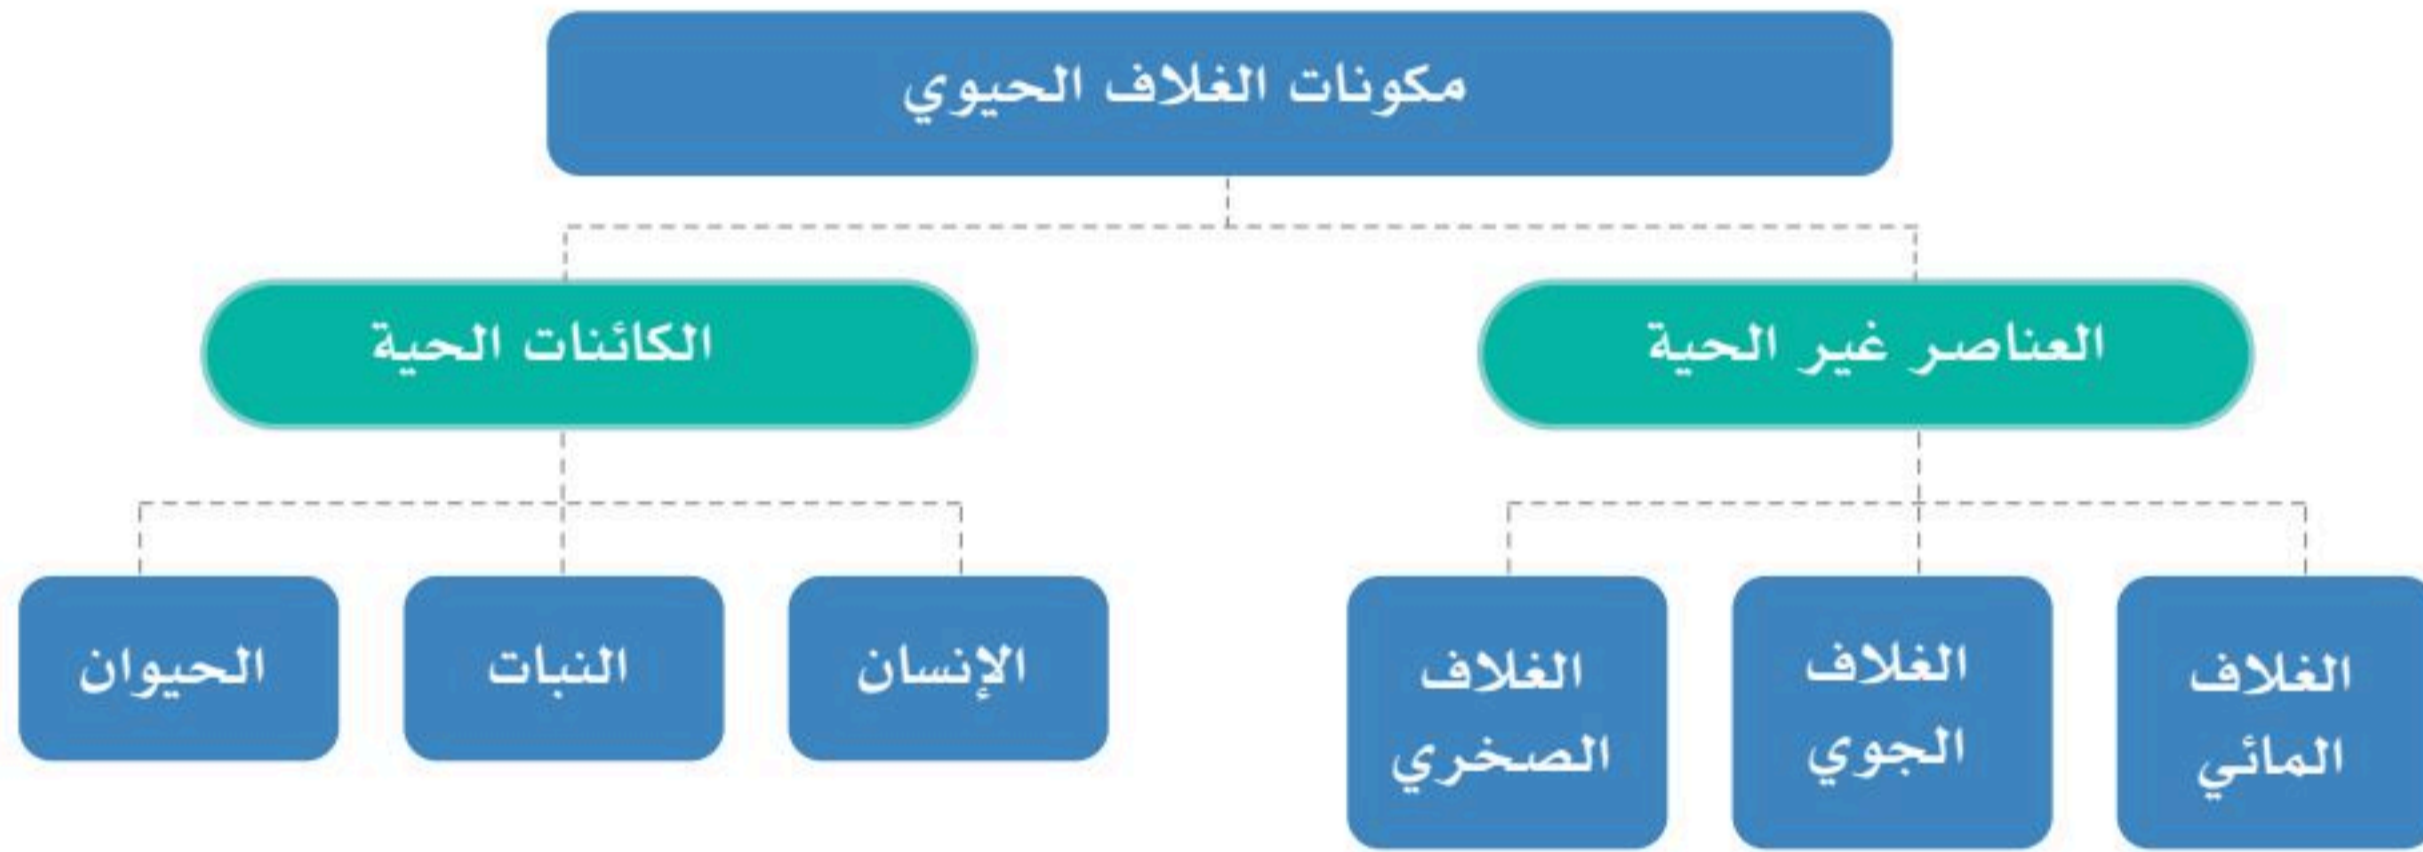 مكونات الغلاف الحيوي
العناصر غير الحية
الكائنات الحية
الغلاف
المائي
الغلاف
الجوي
الغلاف
الصخري
الإنسان
النبات
الحيوان